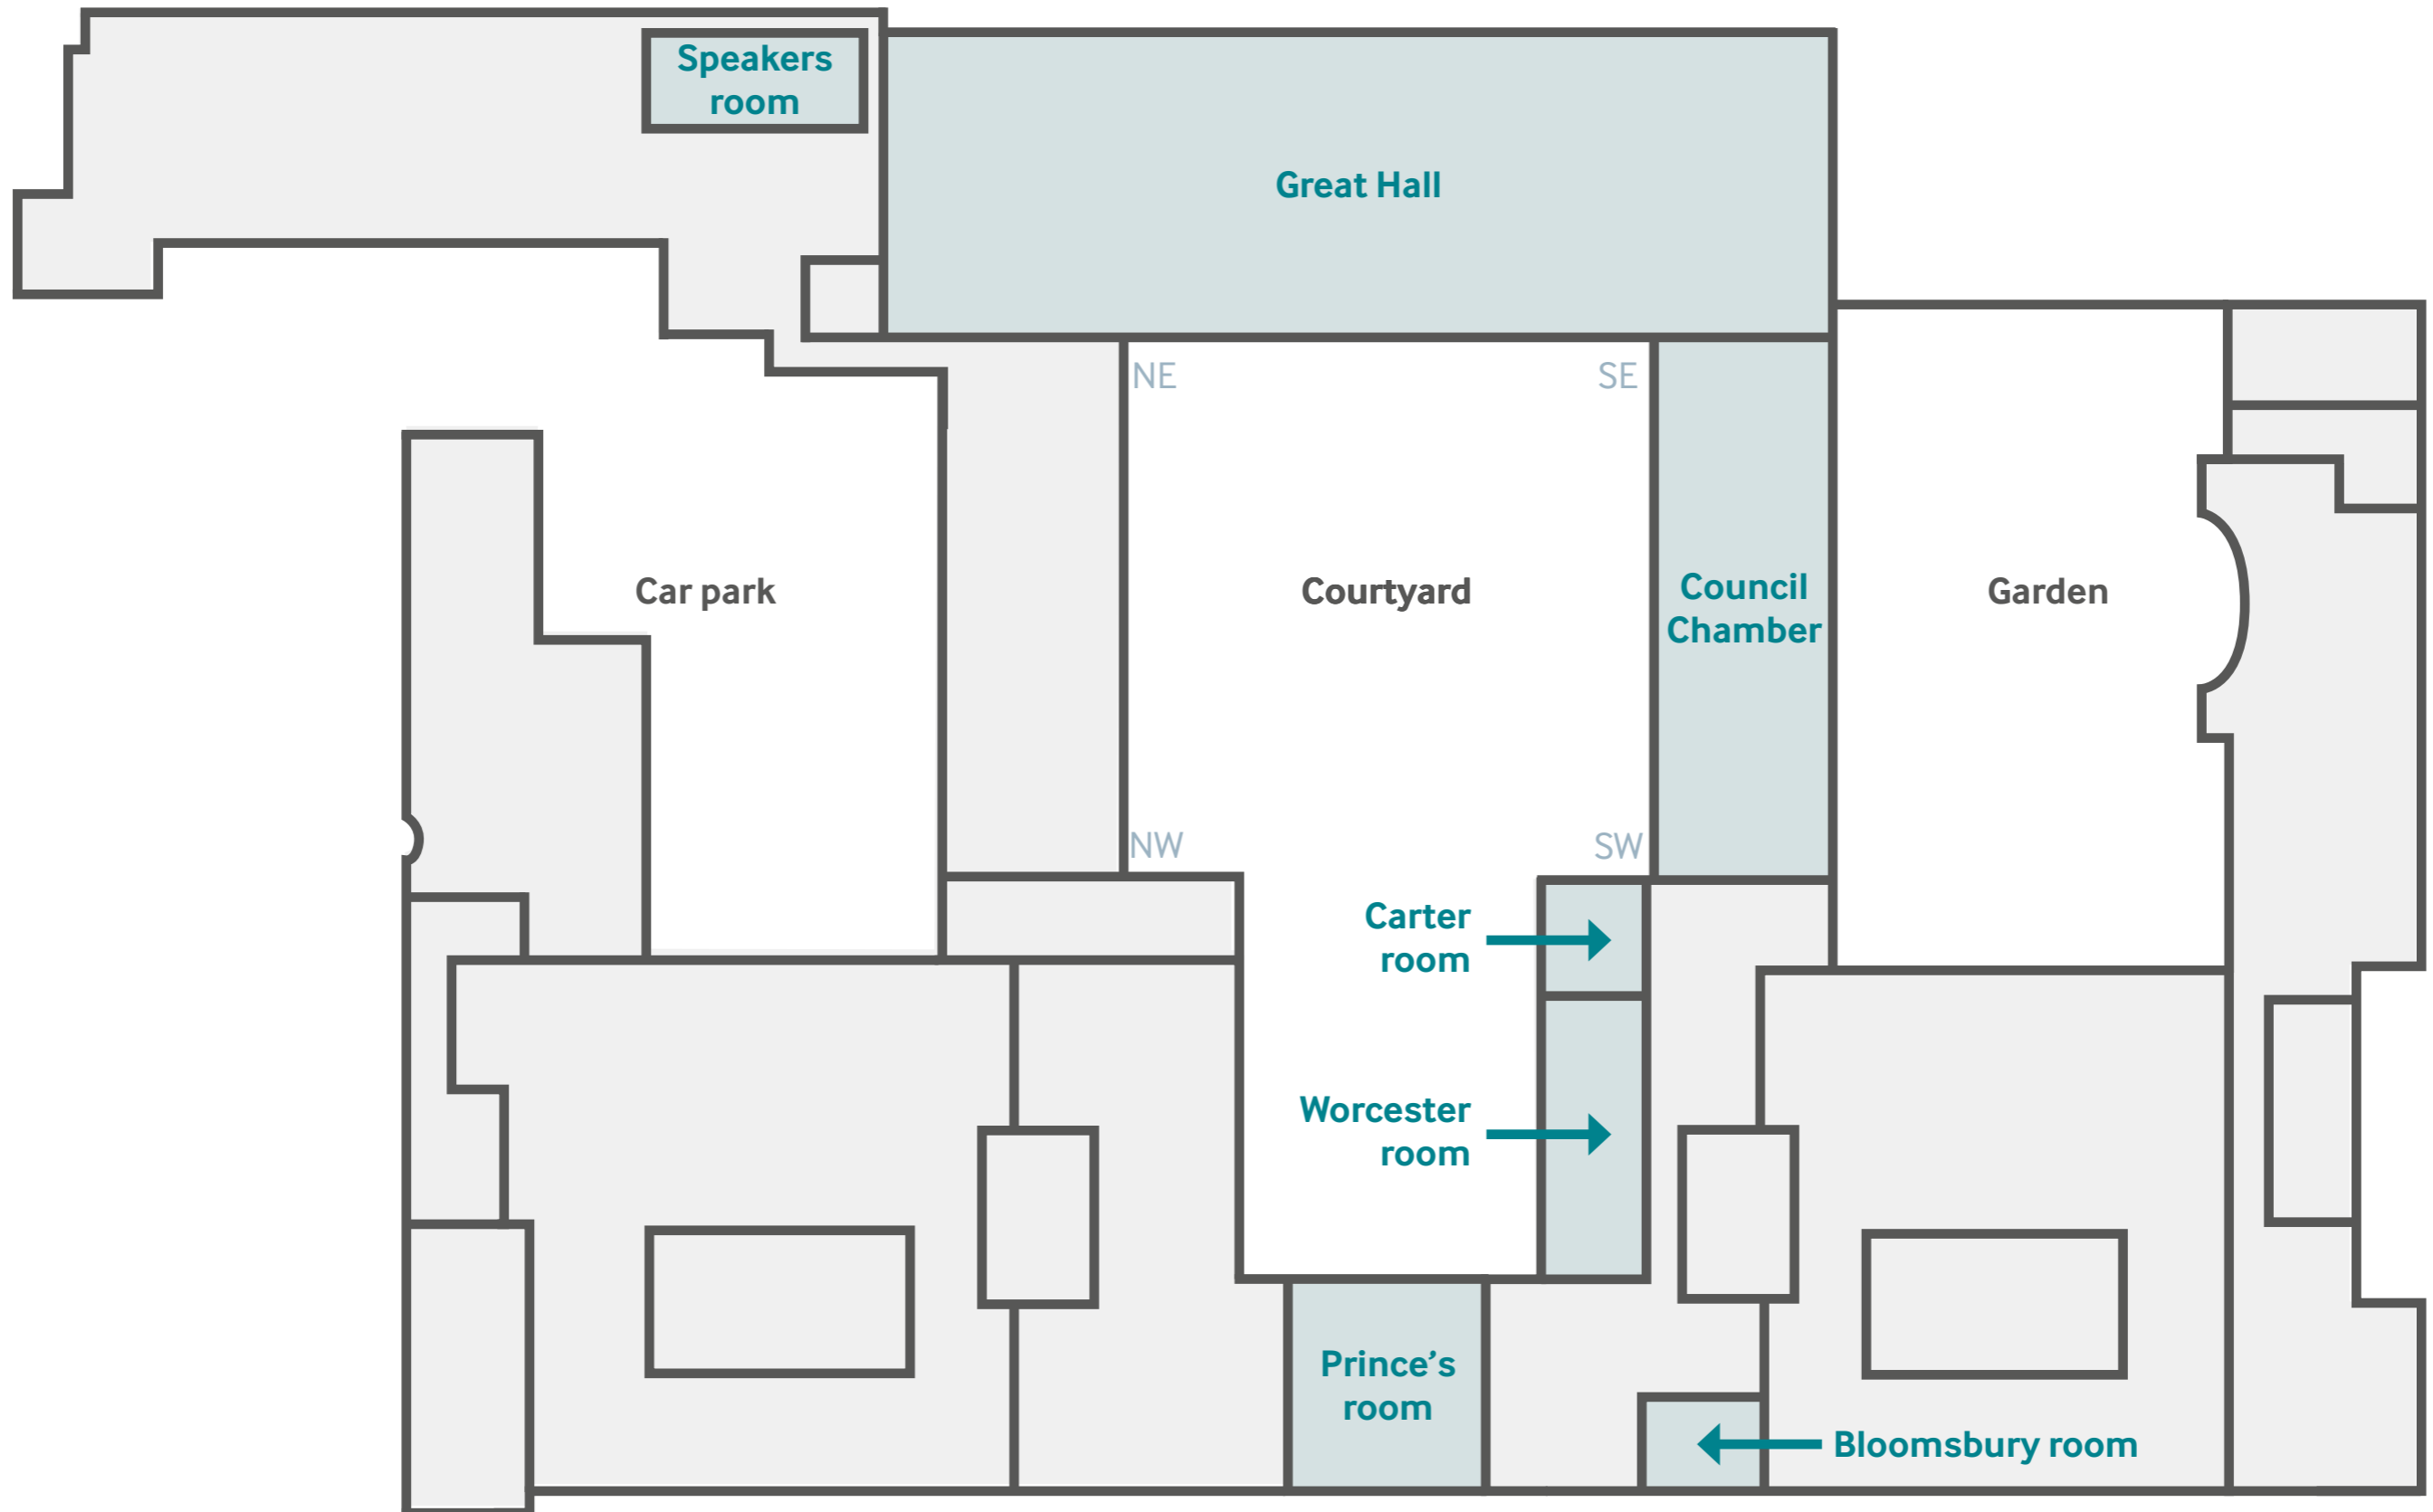 Speakers
room
Great Hall
NE
SE
Car park
Courtyard
Council
Chamber
Garden
NW
SW
Carter
room
Worcester
room
Prince’s
room
Bloomsbury room